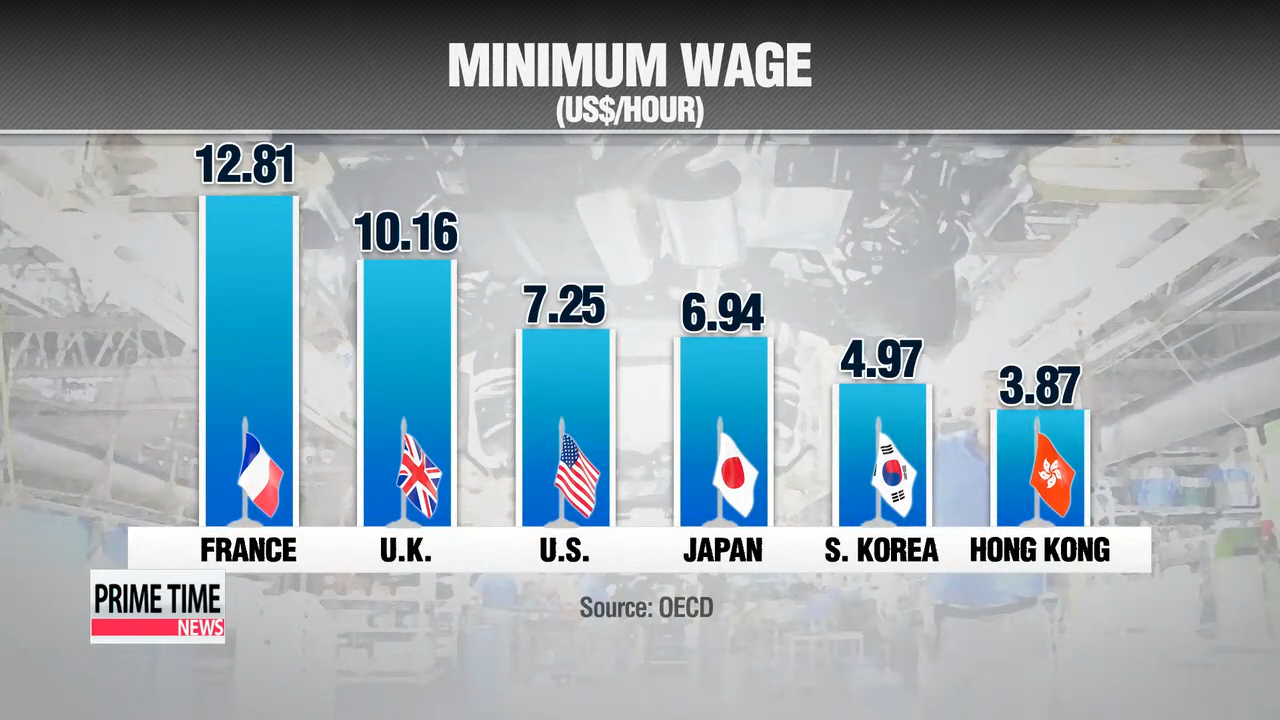 MINIMUM WAGE
(US$/HOUR)
12.81
10.16
7.25
6.94
4.97
3.87
FRANCE
U.K.
U.S.
JAPAN
S. KOREA
HONG KONG
PRIME TIME
NEWS
Source: OECD